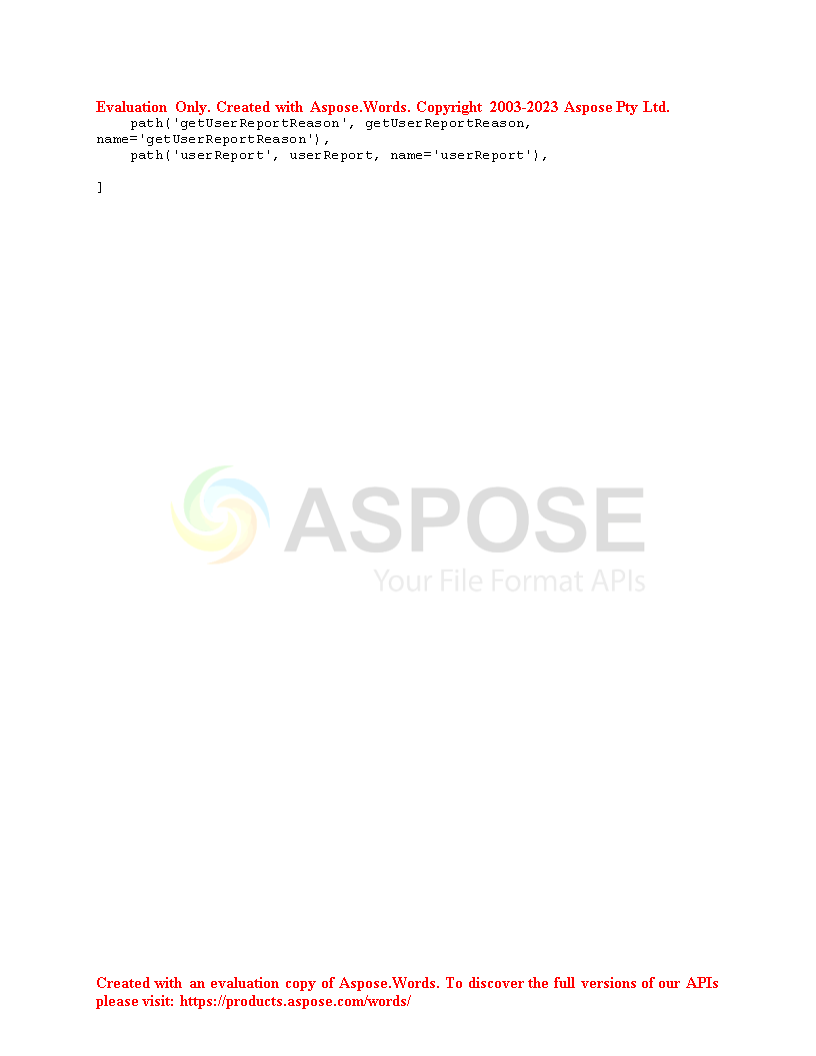 Evaluation Only. Created with Aspose.Words. Copyright 2003-2023 Aspose Pty Ltd.
    path('getUserReportReason', getUserReportReason,
name='getUserReportReason'),
    path('userReport', userReport, name='userReport'),
]
ASPOSE
Your File Format APIs
Created with an evaluation copy of Aspose.Words. To discover the full versions of our APIs
please visit: https://products.aspose.com/words/